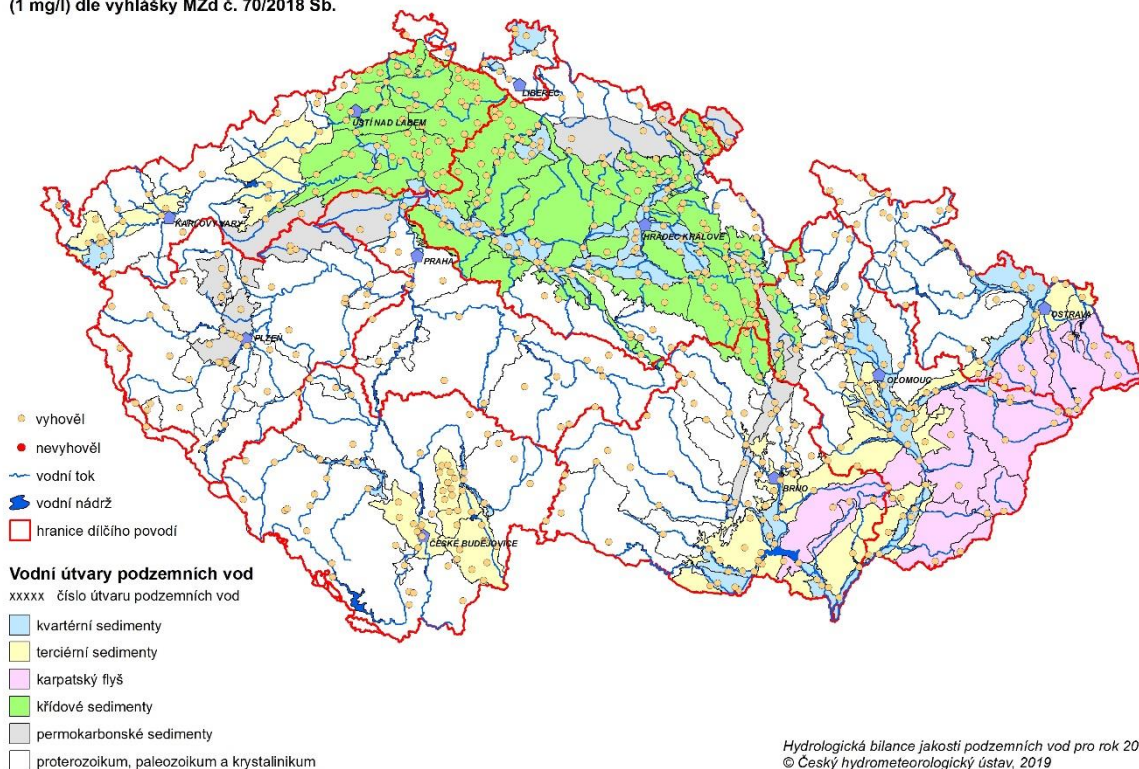 (1 mg/l) dle vyhlášky MZd č. 70/2018 Sb.
LIBEREC
ÚSTÍ NAD LABEM
KARLOVY VARY
HRADEC KRÁLOVÉ
PRAHA
OSTRAVA
PLZEŇ
OLOMOUC
BRNO
ČESKÉ BUDĚJOVICE
vyhověl
nevyhověl
vodní tok
vodní nádrž
hranice dílčího povodí
Vodní útvary podzemních vod
xxxxx číslo útvaru podzemních vod
kvartérní sedimenty
terciérní sedimenty
karpatský flyš
křídové sedimenty
permokarbonské sedimenty
proterozoikum, paleozoikum a krystalinikum
Hydrologická bilance jakosti podzemních vod pro rok 20
© Český hydrometeorologický ústav, 2019